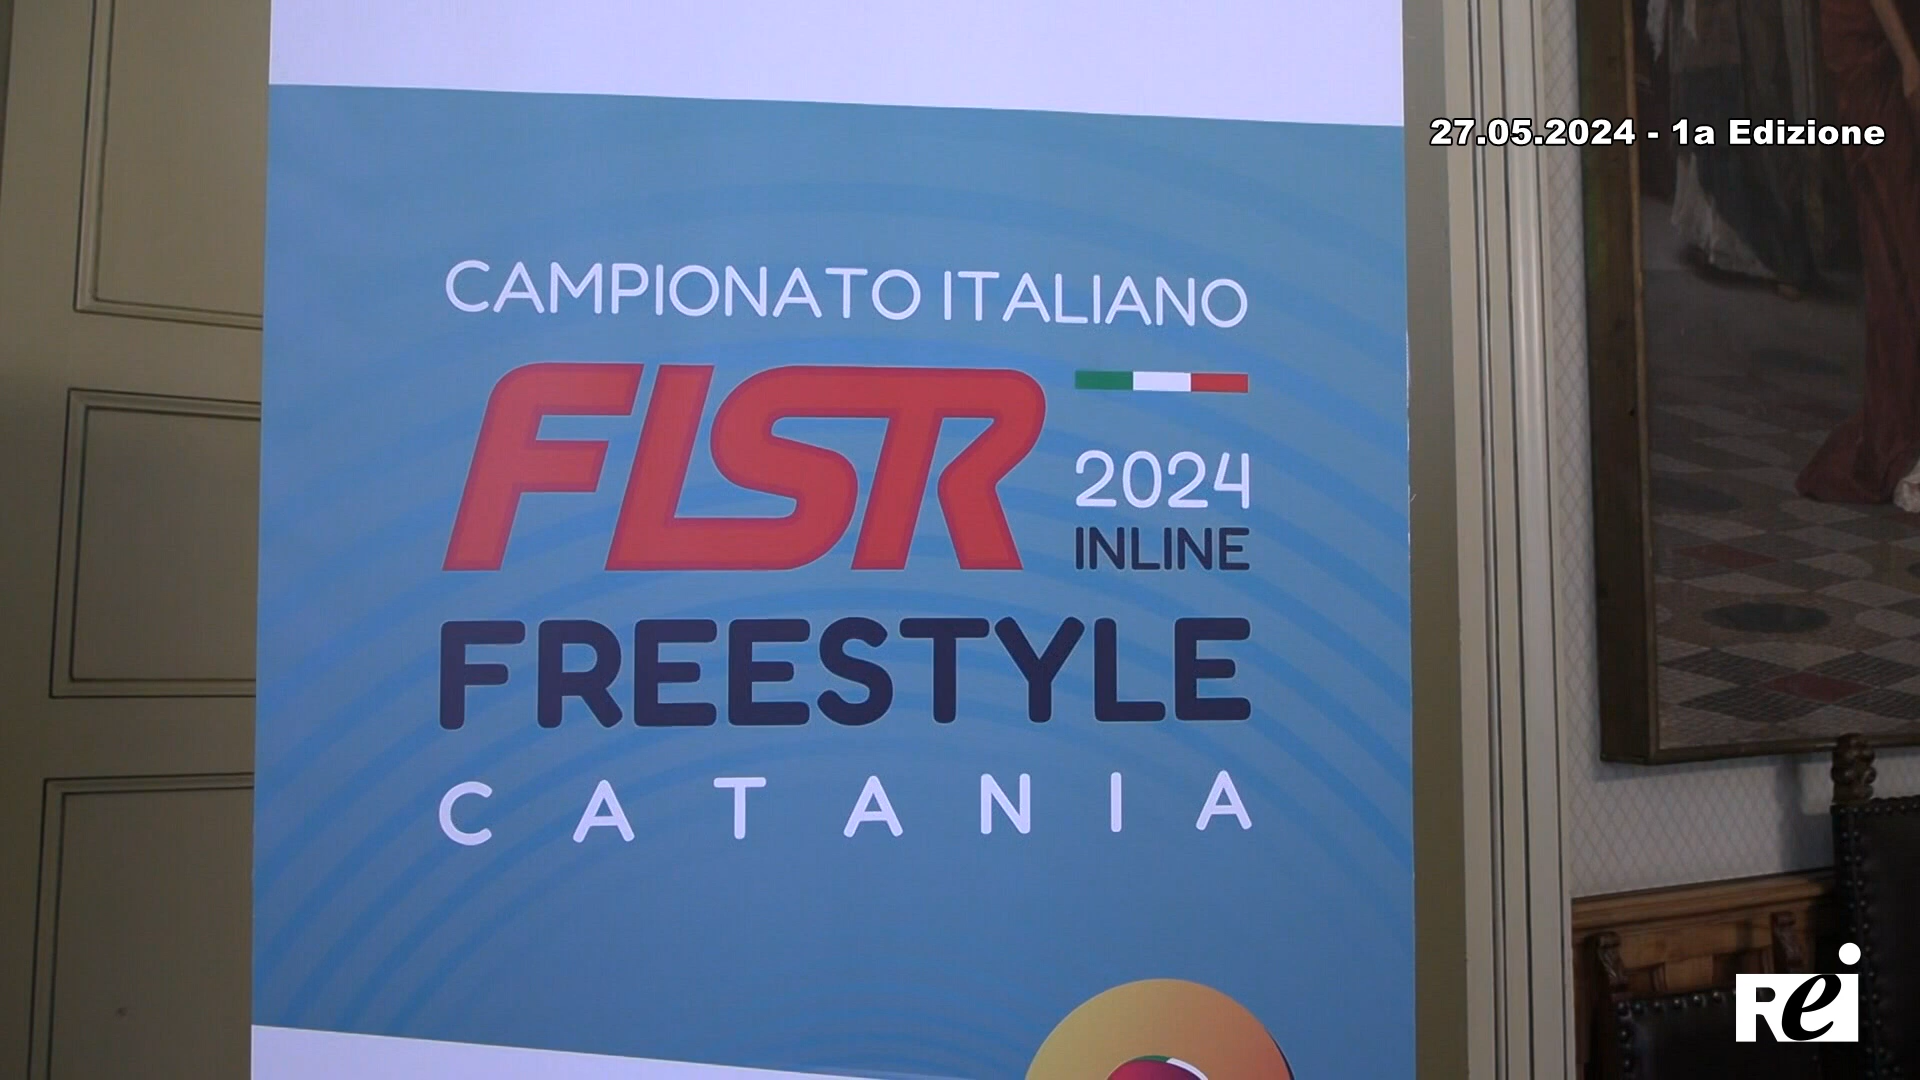 27.05.2024 - 1a Edizione
CAMPIONATO ITALIANO
FISR
2024
INLINE
FREESTYLE
CATANIA
Rei